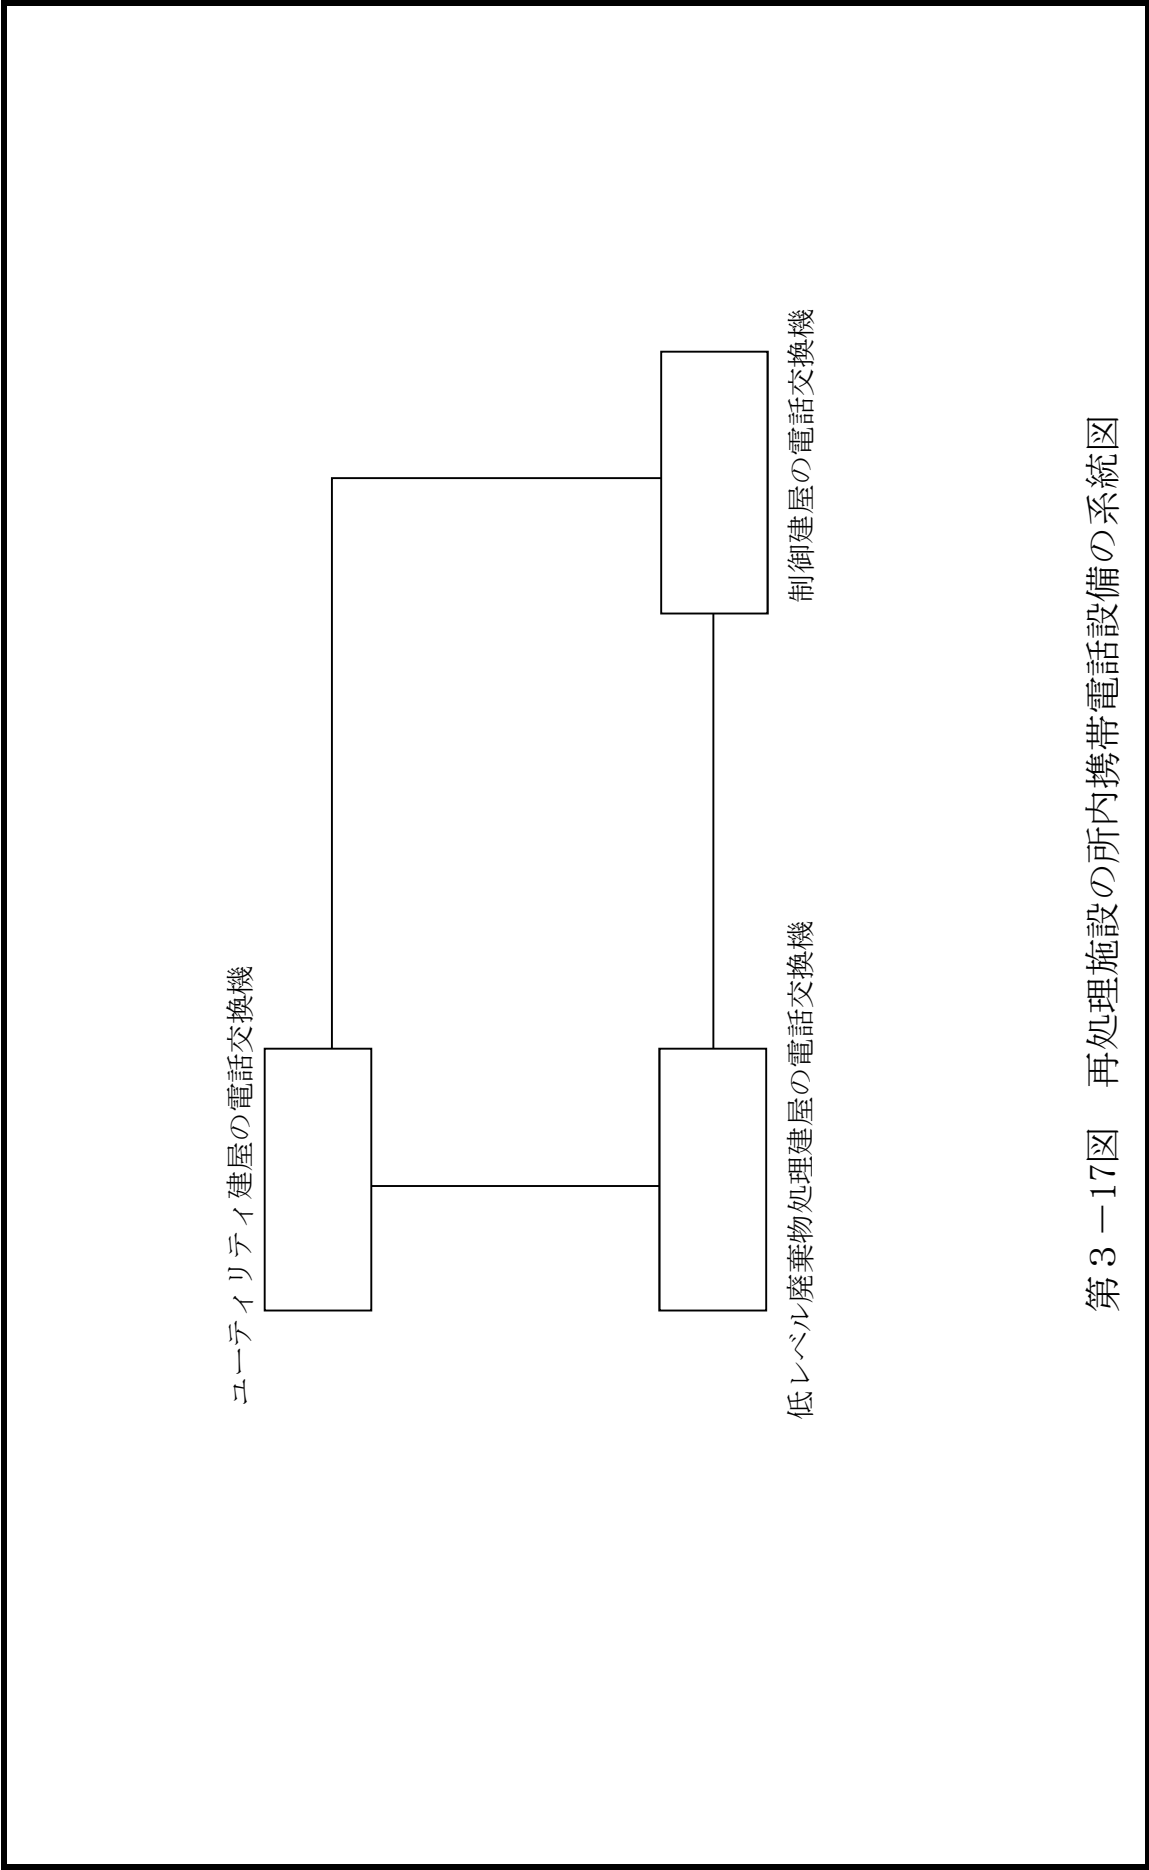 ユーティリティ建屋の電話交換機
低レベル廃棄物処理建屋の電話交換機
制御建屋の電話交換機
第３－17図　再処理施設の所内携帯電話設備の系統図